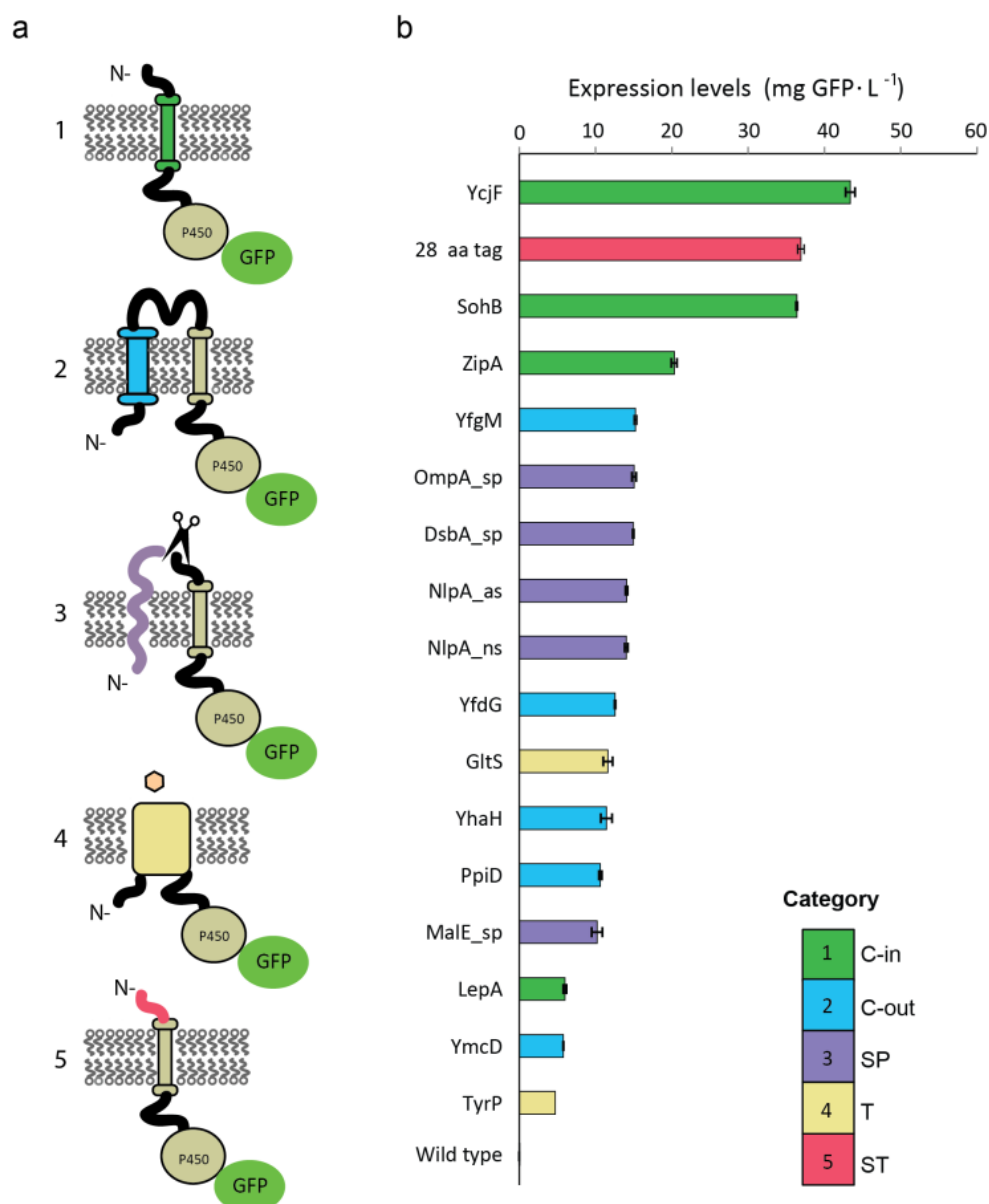 a
N-
1
P450
GFP
2
N-
P450
GFP
3
N-
P450
GFP
4
N-
P450
GFP
N-
5
P450
GFP
b
Expression levels (mg GFP· L ⁻¹)
0 10 20 30 40 50 60
YcjF
28 aa tag
SohB
ZipA
YfgM
OmpA_sp
DsbA_sp
NlpA_as
NlpA_ns
YfdG
GltS
YhaH
PpiD
MalE_sp
LepA
YmcD
TyrP
Wild type
Category
1 C-in
2 C-out
3 SP
4 T
5 ST